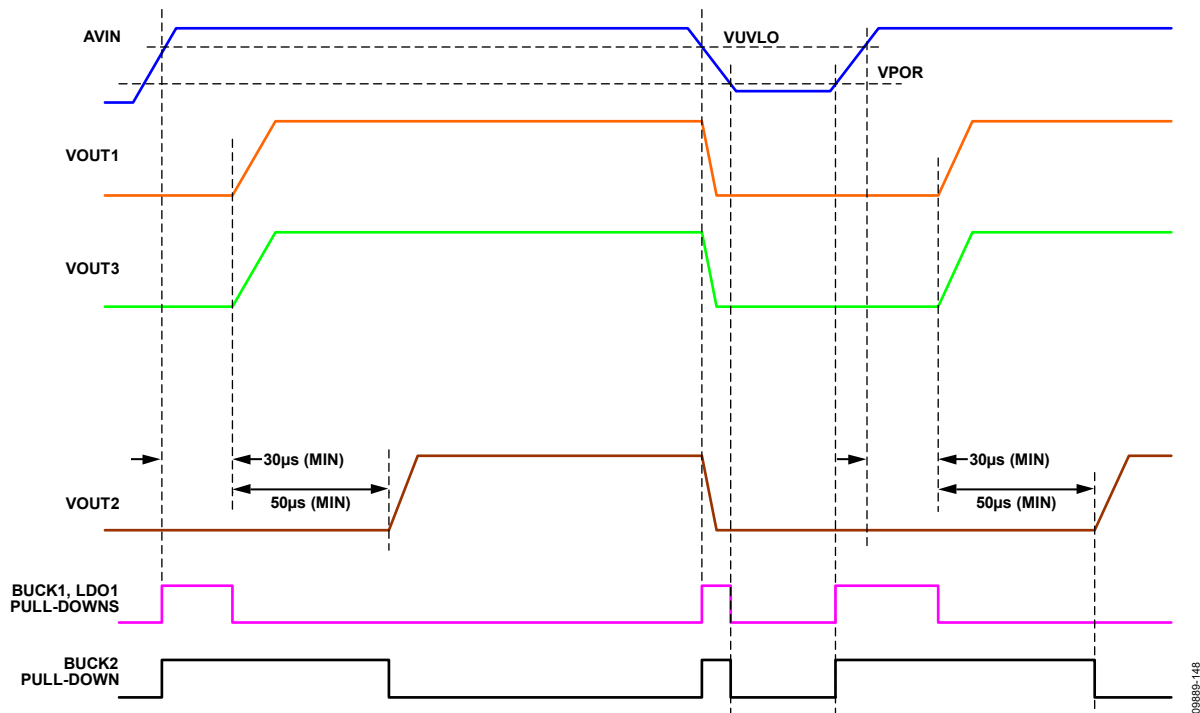 AVIN
VUVLO
VPOR
VOUT1
VOUT3
30µs (MIN)
30µs (MIN)
50µs (MIN)
50µs (MIN)
VOUT2
BUCK1, LDO1
PULL-DOWNS
BUCK2
PULL-DOWN
09889-148